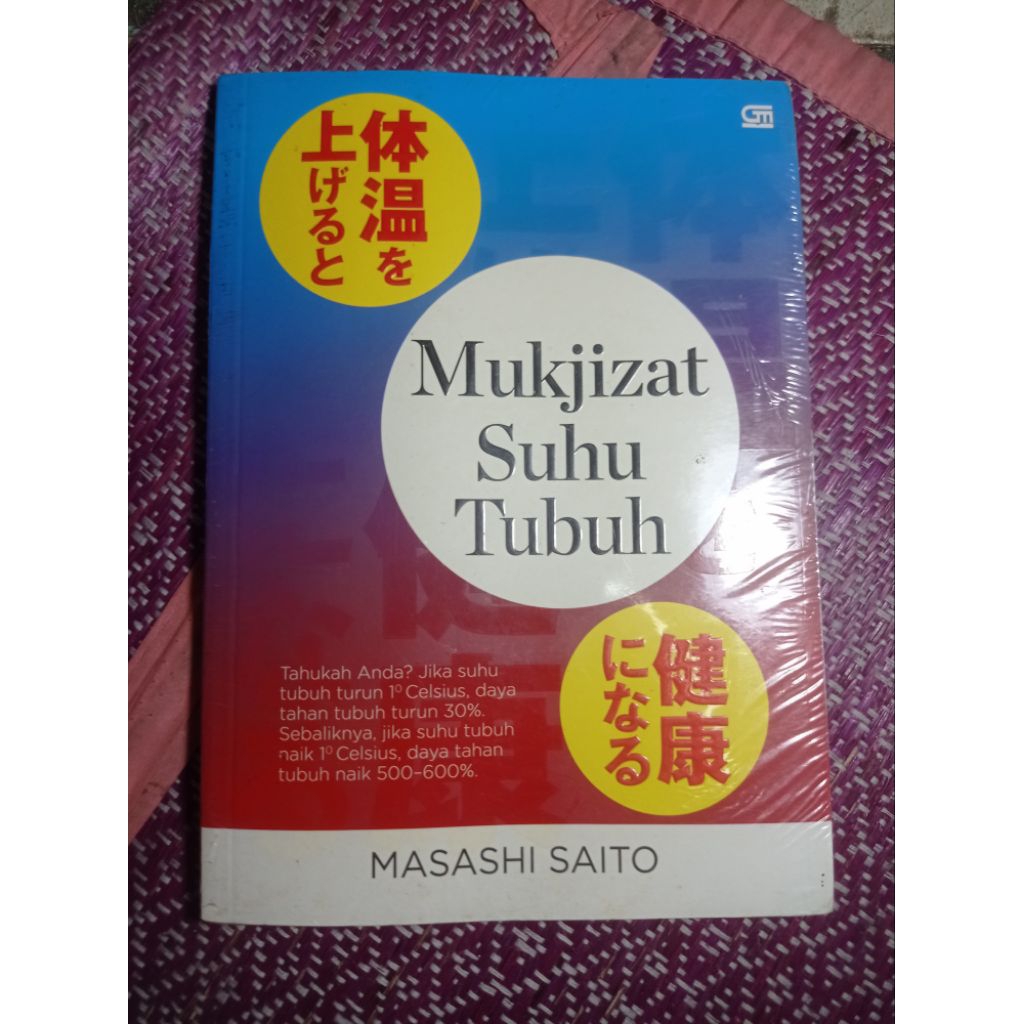 体温を
上げると
GM
Mukjizat
Suhu
Tubuh
健康
になる
Tahukah Anda? Jika suhu
tubuh turun 1⁰ Celsius, daya
tahan tubuh turun 30%.
Sebaliknya, jika suhu tubuh
naik 1⁰ Celsius, daya tahan
tubuh naik 500–600%.
MASASHI SAITO